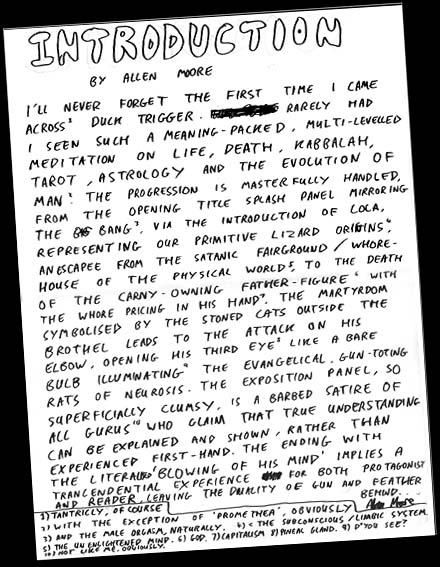 INTRODUCTION
BY ALLEN MOORE
I'LL NEVER FORGET THE FIRST TIME I CAME
ACROSS¹ DUCK TRIGGER. RARELY HAD
I SEEN SUCH A MEANING-PACKED, MULTI-LEVELLED
MEDITATION ON LIFE, DEATH, KABBALAH,
TAROT, ASTROLOGY AND THE EVOLUTION OF
MAN². THE PROGRESSION IS MASTERFULLY HANDLED,
FROM THE OPENING TITLE SPLASH PANEL MIRRORING
THE BIG BANG³, VIA THE INTRODUCTION OF LOLA,
REPRESENTING OUR PRIMITIVE LIZARD ORIGINS⁴,
AN ESCAPEE FROM THE SATANIC FAIRGROUND/WHORE-
HOUSE OF THE PHYSICAL WORLD⁵, TO THE DEATH
OF THE CARNY-OWNING FATHER-FIGURE⁶ WITH
THE WHORE PRICING IN HIS HAND⁷. THE MARTYRDOM
SYMBOLISED BY THE STONED CATS OUTSIDE THE
BROTHEL LEADS TO THE ATTACK ON HIS
ELBOW, OPENING HIS THIRD EYE⁸ LIKE A BARE
BULB ILLUMINATING⁹ THE EVANGELICAL, GUN-TOTING
RATS OF NEUROSIS. THE EXPOSITION PANEL, SO
SUPERFICIALLY CLUMSY, IS A BARBED SATIRE OF
ALL GURUS¹⁰ WHO CLAIM THAT TRUE UNDERSTANDING
CAN BE EXPLAINED AND SHOWN, RATHER THAN
EXPERIENCED FIRST-HAND. THE ENDING WITH
THE LITERAL 'BLOWING OF HIS MIND' IMPLIES A
TRANCENDENTIAL EXPERIENCE FOR BOTH PROTAGONIST
AND READER, LEAVING THE DUALITY OF GUN AND FEATHER
BEHIND...
Allen Moore
1) TANTRICLY, OF COURSE
2) WITH THE EXCEPTION OF 'PROMETHEA', OBVIOUSLY
3) AND THE MALE ORGASM, NATURALLY. 4) < THE SUBCONSCIOUS / LIMBIC SYSTEM.
5) THE UNENLIGHTENED MIND. 6) GOD. 7) CAPITALISM 8) PINEAL GLAND. 9) D'YOU SEE?
10) NOT LIKE ME, OBVIOUSLY.